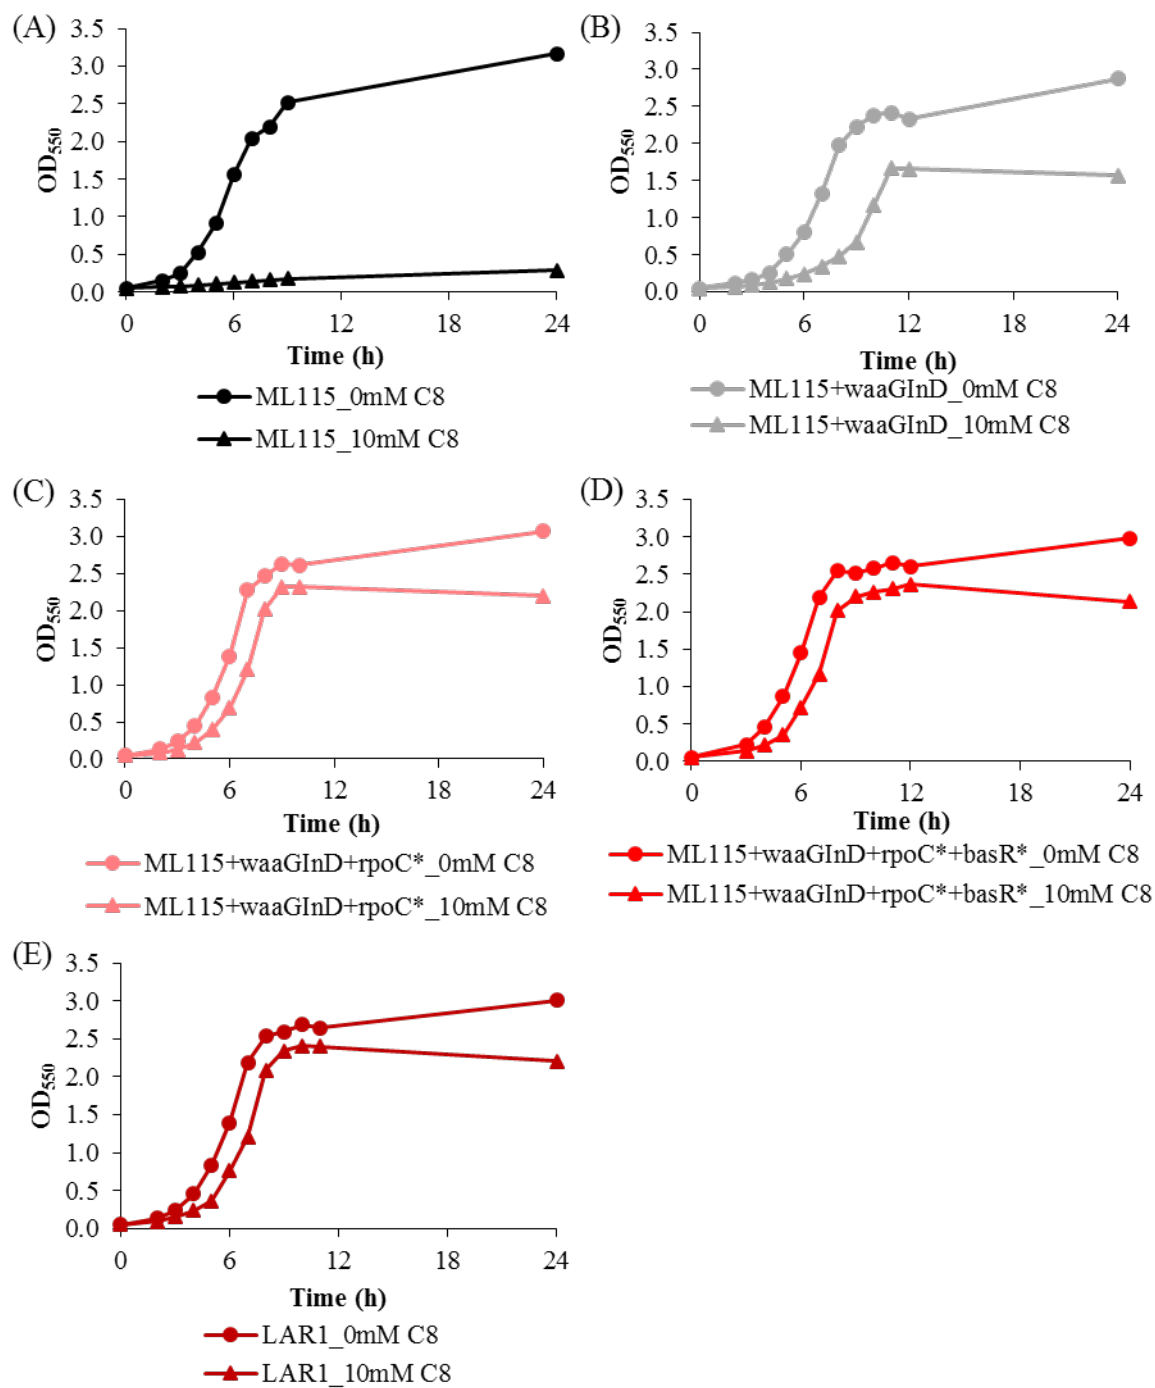 (A)
3.5
3.0
2.5
2.0
1.5
1.0
0.5
0.0
OD550
0 6 12 18 24
Time (h)
ML115_0mM C8
ML115_10mM C8
(B)
3.5
3.0
2.5
2.0
1.5
1.0
0.5
0.0
OD550
0 6 12 18 24
Time (h)
ML115+waaGInD_0mM C8
ML115+waaGInD_10mM C8
(C)
3.5
3.0
2.5
2.0
1.5
1.0
0.5
0.0
OD550
0 6 12 18 24
Time (h)
ML115+waaGInD+rpoC*_0mM C8
ML115+waaGInD+rpoC*_10mM C8
(D)
3.5
3.0
2.5
2.0
1.5
1.0
0.5
0.0
OD550
0 6 12 18 24
Time (h)
ML115+waaGInD+rpoC*+basR*_0mM C8
ML115+waaGInD+rpoC*+basR*_10mM C8
(E)
3.5
3.0
2.5
2.0
1.5
1.0
0.5
0.0
OD550
0 6 12 18 24
Time (h)
LAR1_0mM C8
LAR1_10mM C8